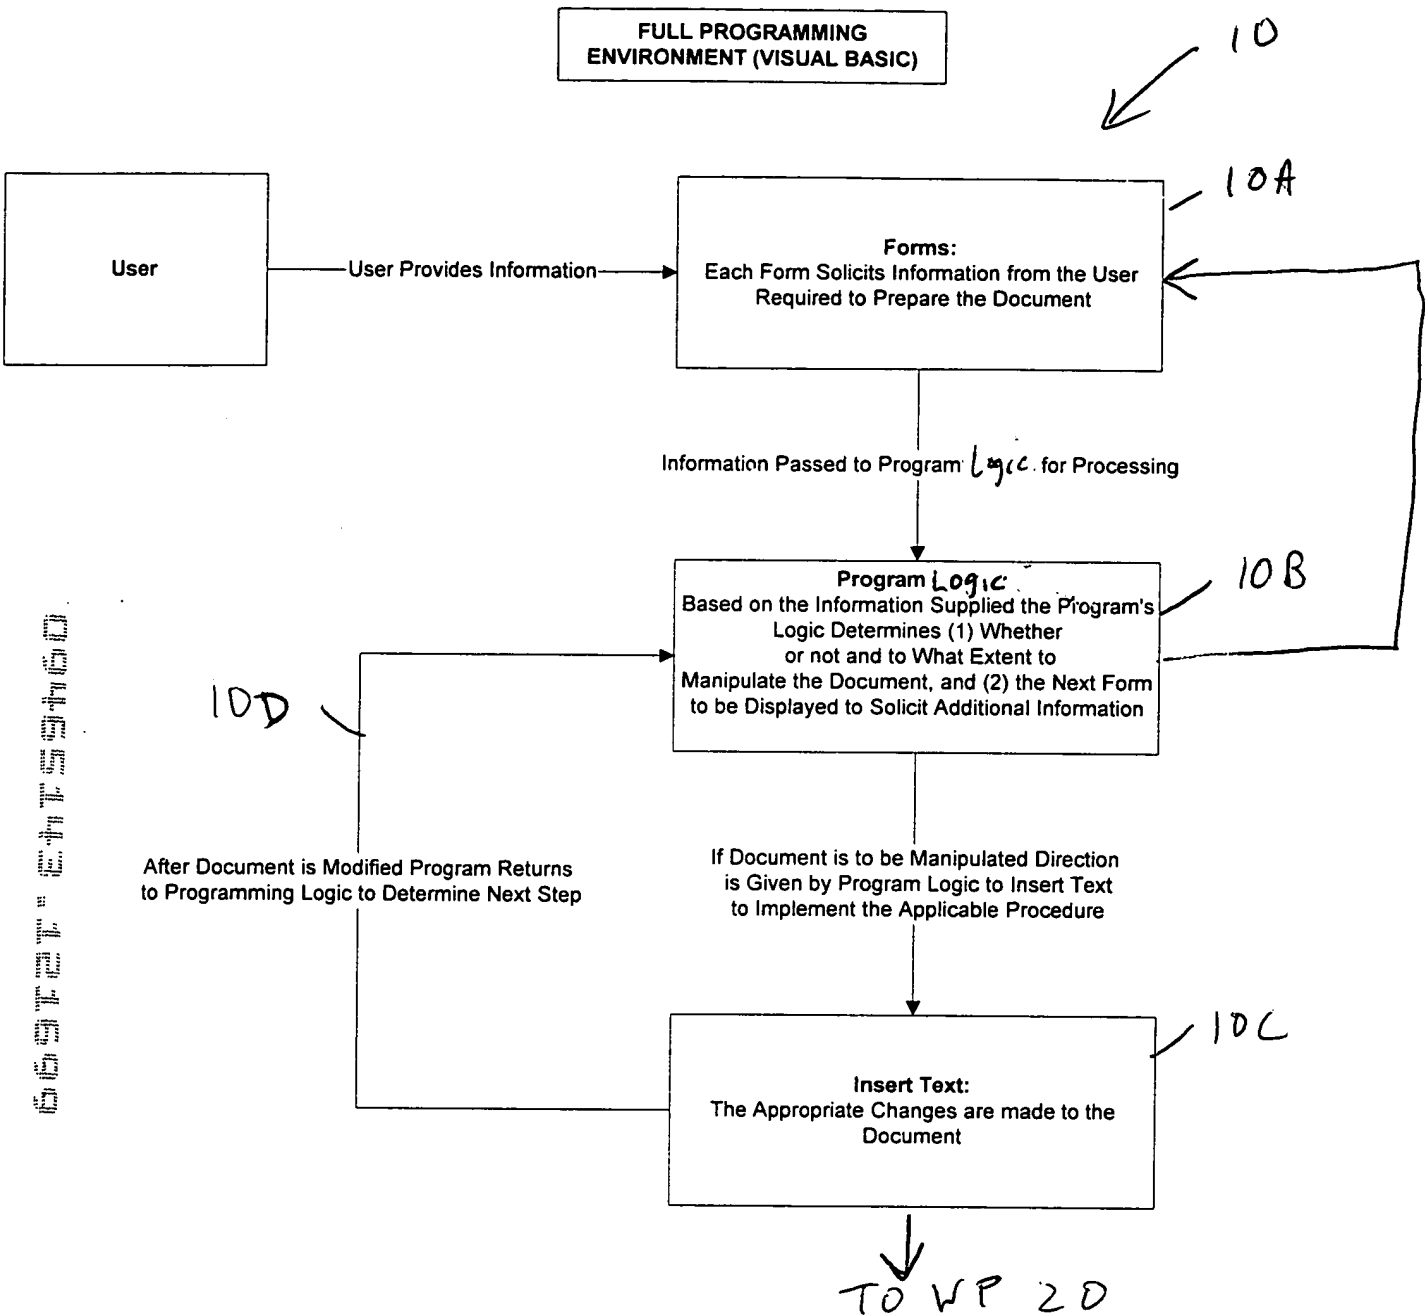 FULL PROGRAMMING
ENVIRONMENT (VISUAL BASIC)
10
10A
User
User Provides Information
Forms:
Each Form Solicits Information from the User
Required to Prepare the Document
Information Passed to Program Logic for Processing
10B
Program Logic:
Based on the Information Supplied the Program's
Logic Determines (1) Whether
or not and to What Extent to
Manipulate the Document, and (2) the Next Form
to be Displayed to Solicit Additional Information
10D
After Document is Modified Program Returns
to Programming Logic to Determine Next Step
If Document is to be Manipulated Direction
is Given by Program Logic to Insert Text
to Implement the Applicable Procedure
10C
Insert Text:
The Appropriate Changes are made to the
Document
TO WP 20
09461543.121699